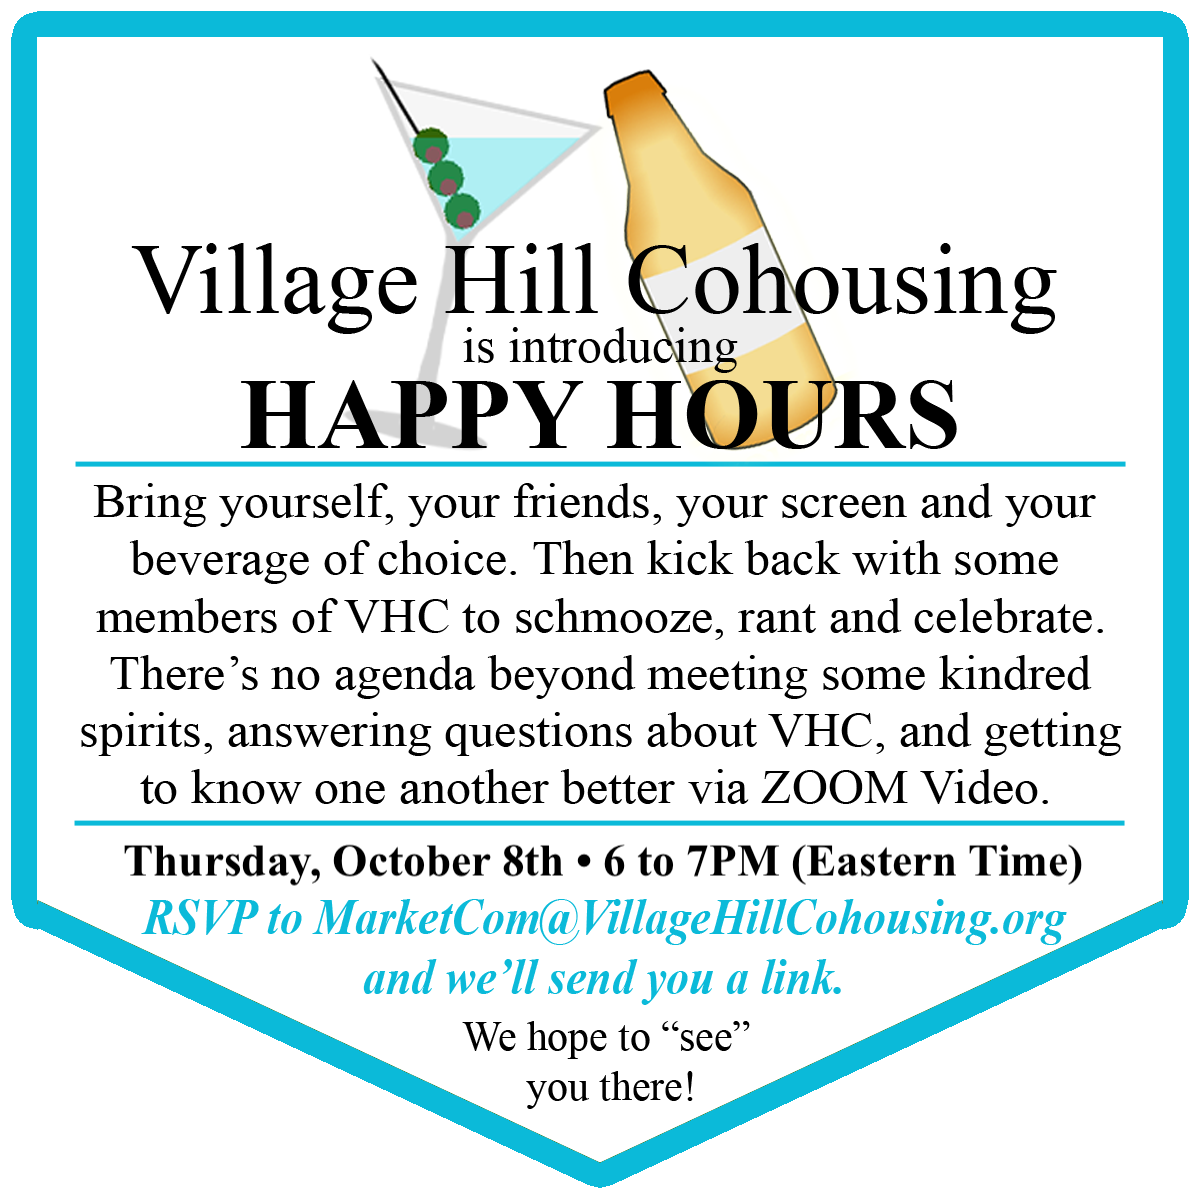 Village Hill Cohousing
is introducing
HAPPY HOURS
Bring yourself, your friends, your screen and your
beverage of choice. Then kick back with some
members of VHC to schmooze, rant and celebrate.
There’s no agenda beyond meeting some kindred
spirits, answering questions about VHC, and getting
to know one another better via ZOOM Video.
Thursday, October 8th • 6 to 7PM (Eastern Time)
RSVP to MarketCom@VillageHillCohousing.org
and we’ll send you a link.
We hope to “see”
you there!